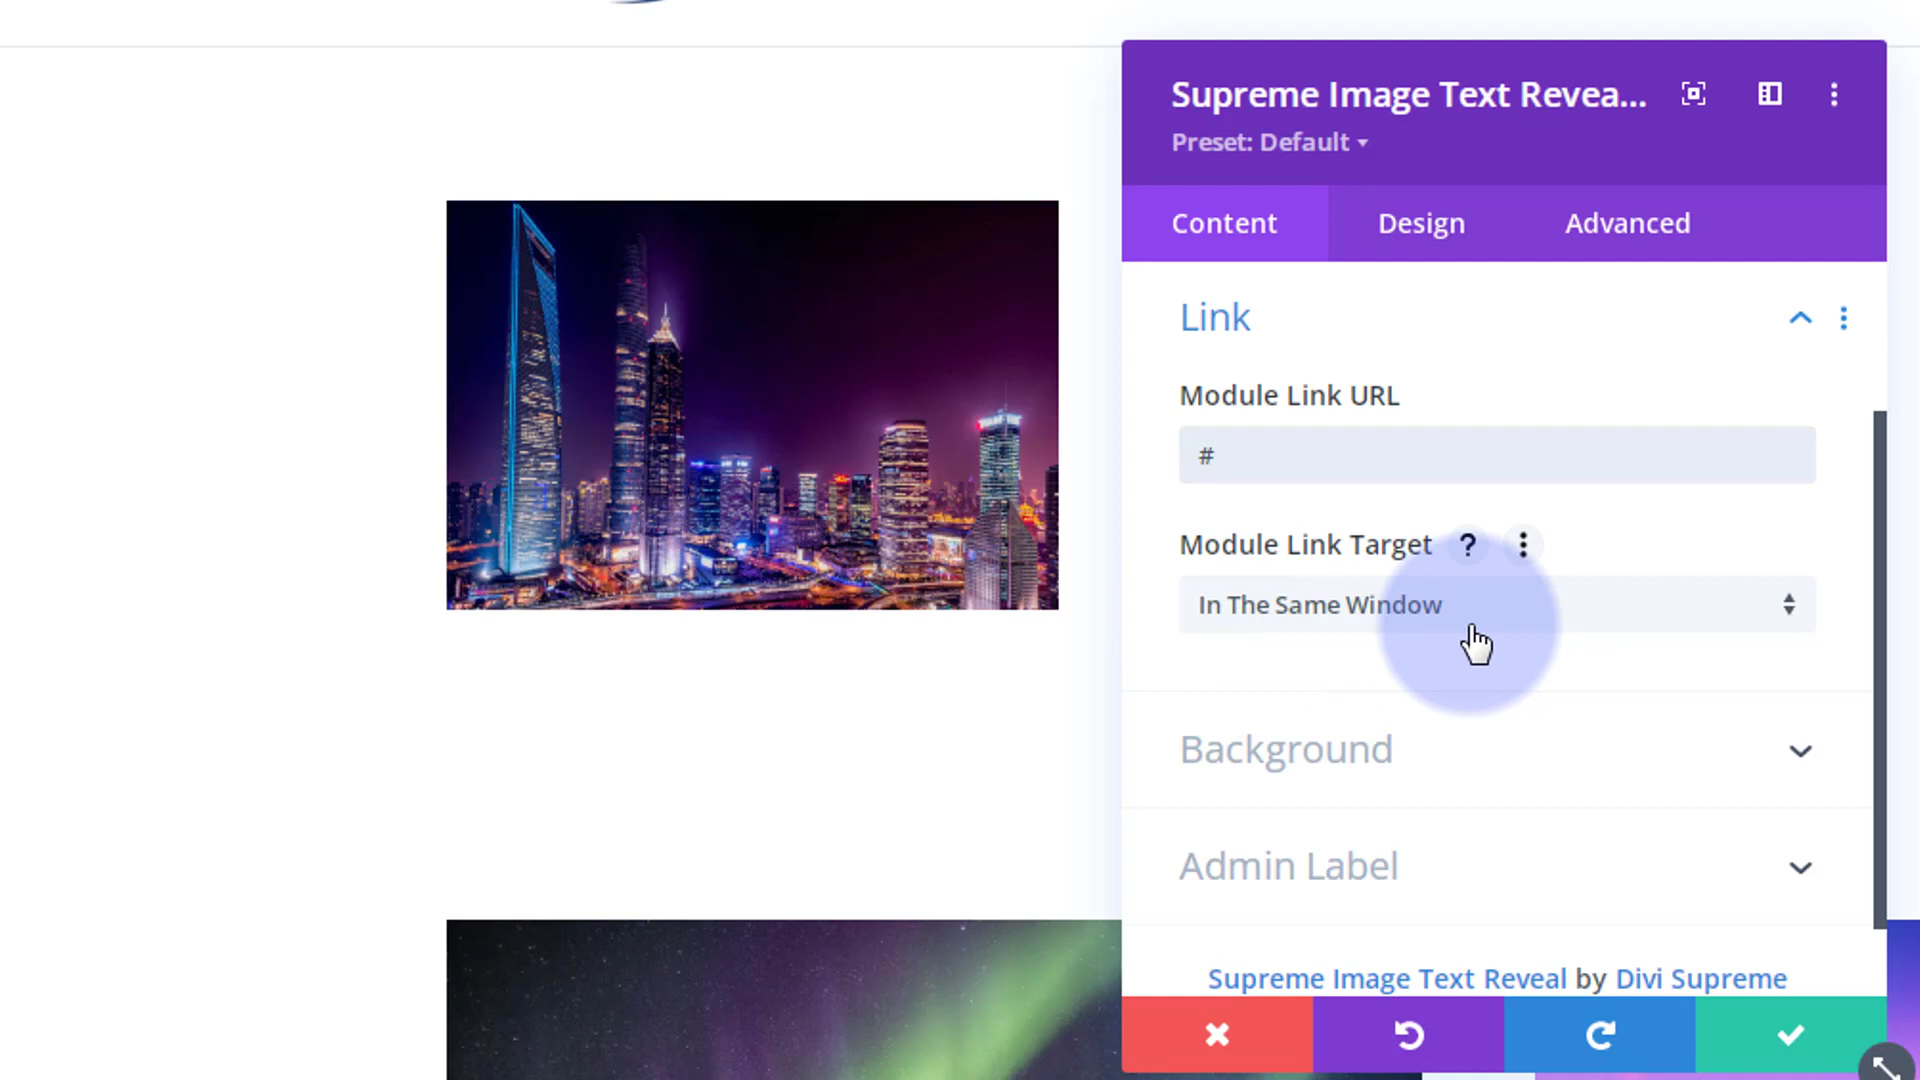 Supreme Image Text Revea...
Preset: Default
Content Design Advanced
Link
Module Link URL
#
Module Link Target ?
In The Same Window
Background
Admin Label
Supreme Image Text Reveal by Divi Supreme